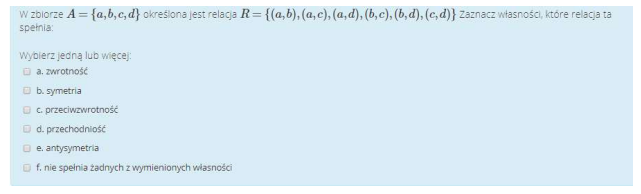 W zbiorze A = {a,b,c,d} określona jest relacja R = {(a,b),(a,c),(a,d),(b,c),(b,d),(c,d)} Zaznacz własności, które relacja ta
spełnia:
Wybierz jedną lub więcej:
a. zwrotność
b. symetria
c. przeciwzwrotność
d. przechodniość
e. antysymetria
f. nie spełnia żadnych z wymienionych własności